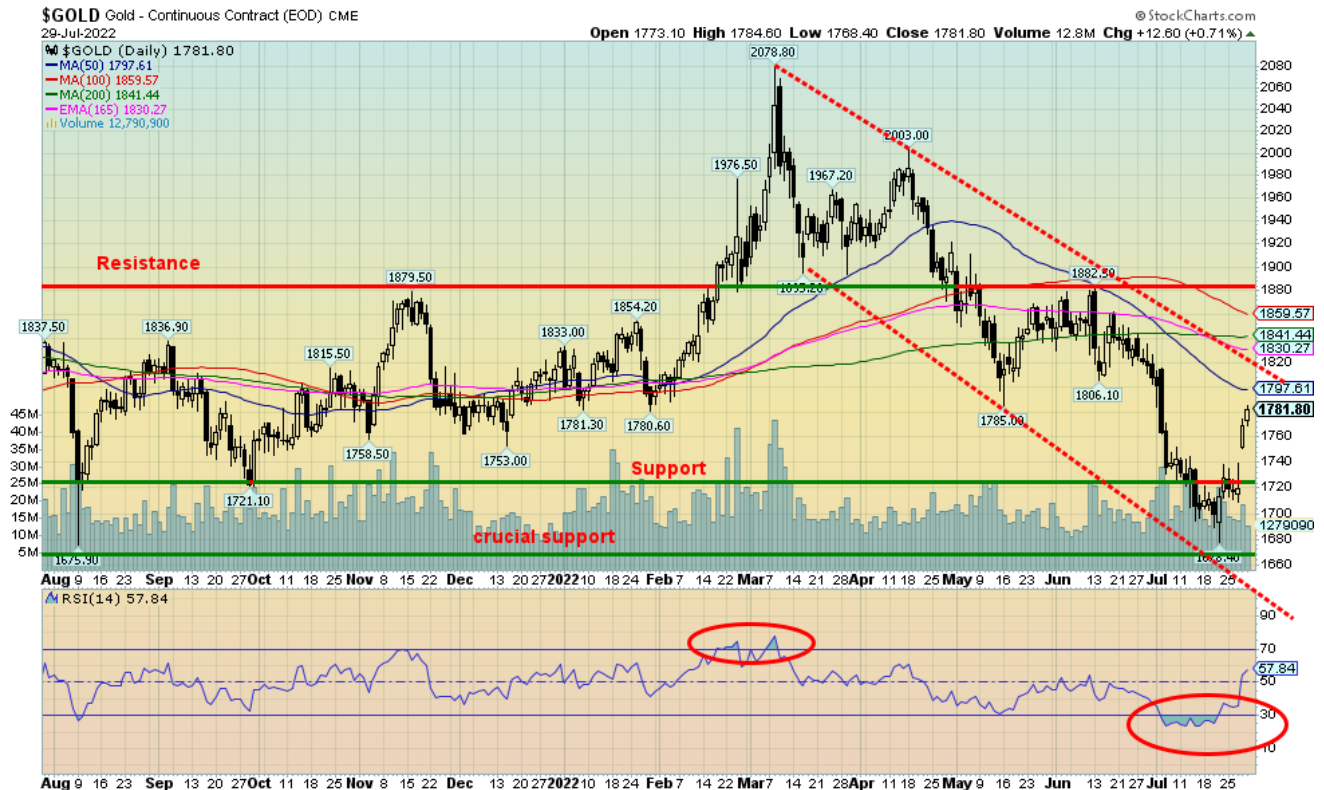 $GOLD Gold - Continuous Contract (EOD) CME
© StockCharts.com
29-Jul-2022
Open 1773.10 High 1784.60 Low 1768.40 Close 1781.80 Volume 12.8M Chg +12.60 (+0.71%)
$GOLD (Daily) 1781.80
MA(50) 1797.61
MA(100) 1859.57
MA(200) 1841.44
EMA(165) 1830.27
Volume 12,790,900
2078.80
2003.00
1976.50
1967.20
Resistance
1879.50
1895.20
1882.50
1837.50
1836.90
1815.50
1833.00
1854.20
1806.10
1785.00
1781.30
1780.60
1758.50
1753.00
Support
1721.10
crucial support
1675.90
1678.40
2080
2060
2040
2020
2000
1980
1960
1940
1920
1900
1880
1859.57
1841.44
1830.27
1820
1797.61
1781.80
1760
1740
1720
1700
1279090
1680
1660
45M
40M
35M
30M
25M
20M
15M
10M
5M
Aug 9 16 23 Sep 13 20 27 Oct 11 18 25 Nov 8 15 22 Dec 13 20 27 2022 10 18 24 Feb 7 14 22 Mar 7 14 21 Apr 11 18 25 May 9 16 23 Jun 13 21 27 Jul 11 18 25
RSI(14) 57.84
90
70
57.84
50
30
10
Aug 9 16 23 Sep 13 20 27 Oct 11 18 25 Nov 8 15 22 Dec 13 20 27 2022 10 18 24 Feb 7 14 22 Mar 7 14 21 Apr 11 18 25 May 9 16 23 Jun 13 21 27 Jul 11 18 25